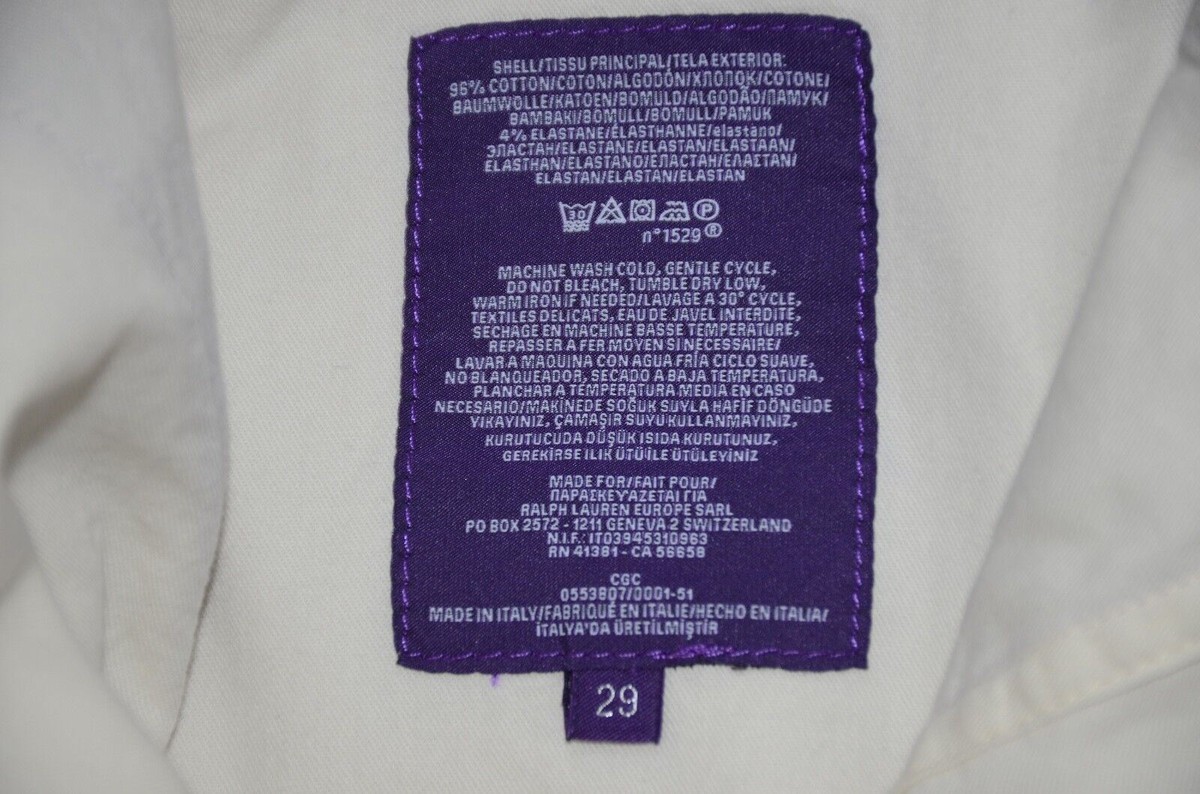 SHELL/TISSU PRINCIPAL/TELA EXTERIOR:
96% COTTON/COTON/ALGODÓN/ХЛОПОК/COTONE/
BAUMWOLLE/KATOEN/BOMULD/ALGODÃO/ПАМУК/
BAMBAKI/BOMULL/BOMULL/PAMUK
4% ELASTANE/ÉLASTHANNE/elastano/
ЭЛАСТАН/ELASTANE/ELASTAN/ELASTAAN/
ELASTHAN/ELASTANO/ЕЛАСТАН/ΕΛΑΣΤΑΝ/
ELASTAN/ELASTAN/ELASTAN
30 P
n°1529 ®
MACHINE WASH COLD, GENTLE CYCLE,
DO NOT BLEACH, TUMBLE DRY LOW,
WARM IRON IF NEEDED/LAVAGE A 30° CYCLE,
TEXTILES DELICATS, EAU DE JAVEL INTERDITE,
SECHAGE EN MACHINE BASSE TEMPERATURE,
REPASSER A FER MOYEN SI NECESSAIRE/
LAVAR A MAQUINA CON AGUA FRÍA CICLO SUAVE,
NO BLANQUEADOR, SECADO A BAJA TEMPERATURA,
PLANCHAR A TEMPERATURA MEDIA EN CASO
NECESARIO/MAKİNEDE SOĞUK SUYLA HAFİF DÖNGÜDE
YIKAYINIZ, ÇAMAŞIR SUYU KULLANMAYINIZ,
KURUTUCUDA DÜŞÜK ISIDA KURUTUNUZ,
GEREKİRSE ILIK ÜTÜ İLE ÜTÜLEYİNİZ
MADE FOR/FAIT POUR/
ΠΑΡΑΣΚΕΥΑΖΕΤΑΙ ΓΙΑ
RALPH LAUREN EUROPE SARL
PO BOX 2572 - 1211 GENEVA 2 SWITZERLAND
N.I.F.: IT03945310963
RN 41381 - CA 56658
CGC
0553807/0001-51
MADE IN ITALY/FABRIQUÉ EN ITALIE/HECHO EN ITALIA/
İTALYA'DA ÜRETİLMİŞTİR
29